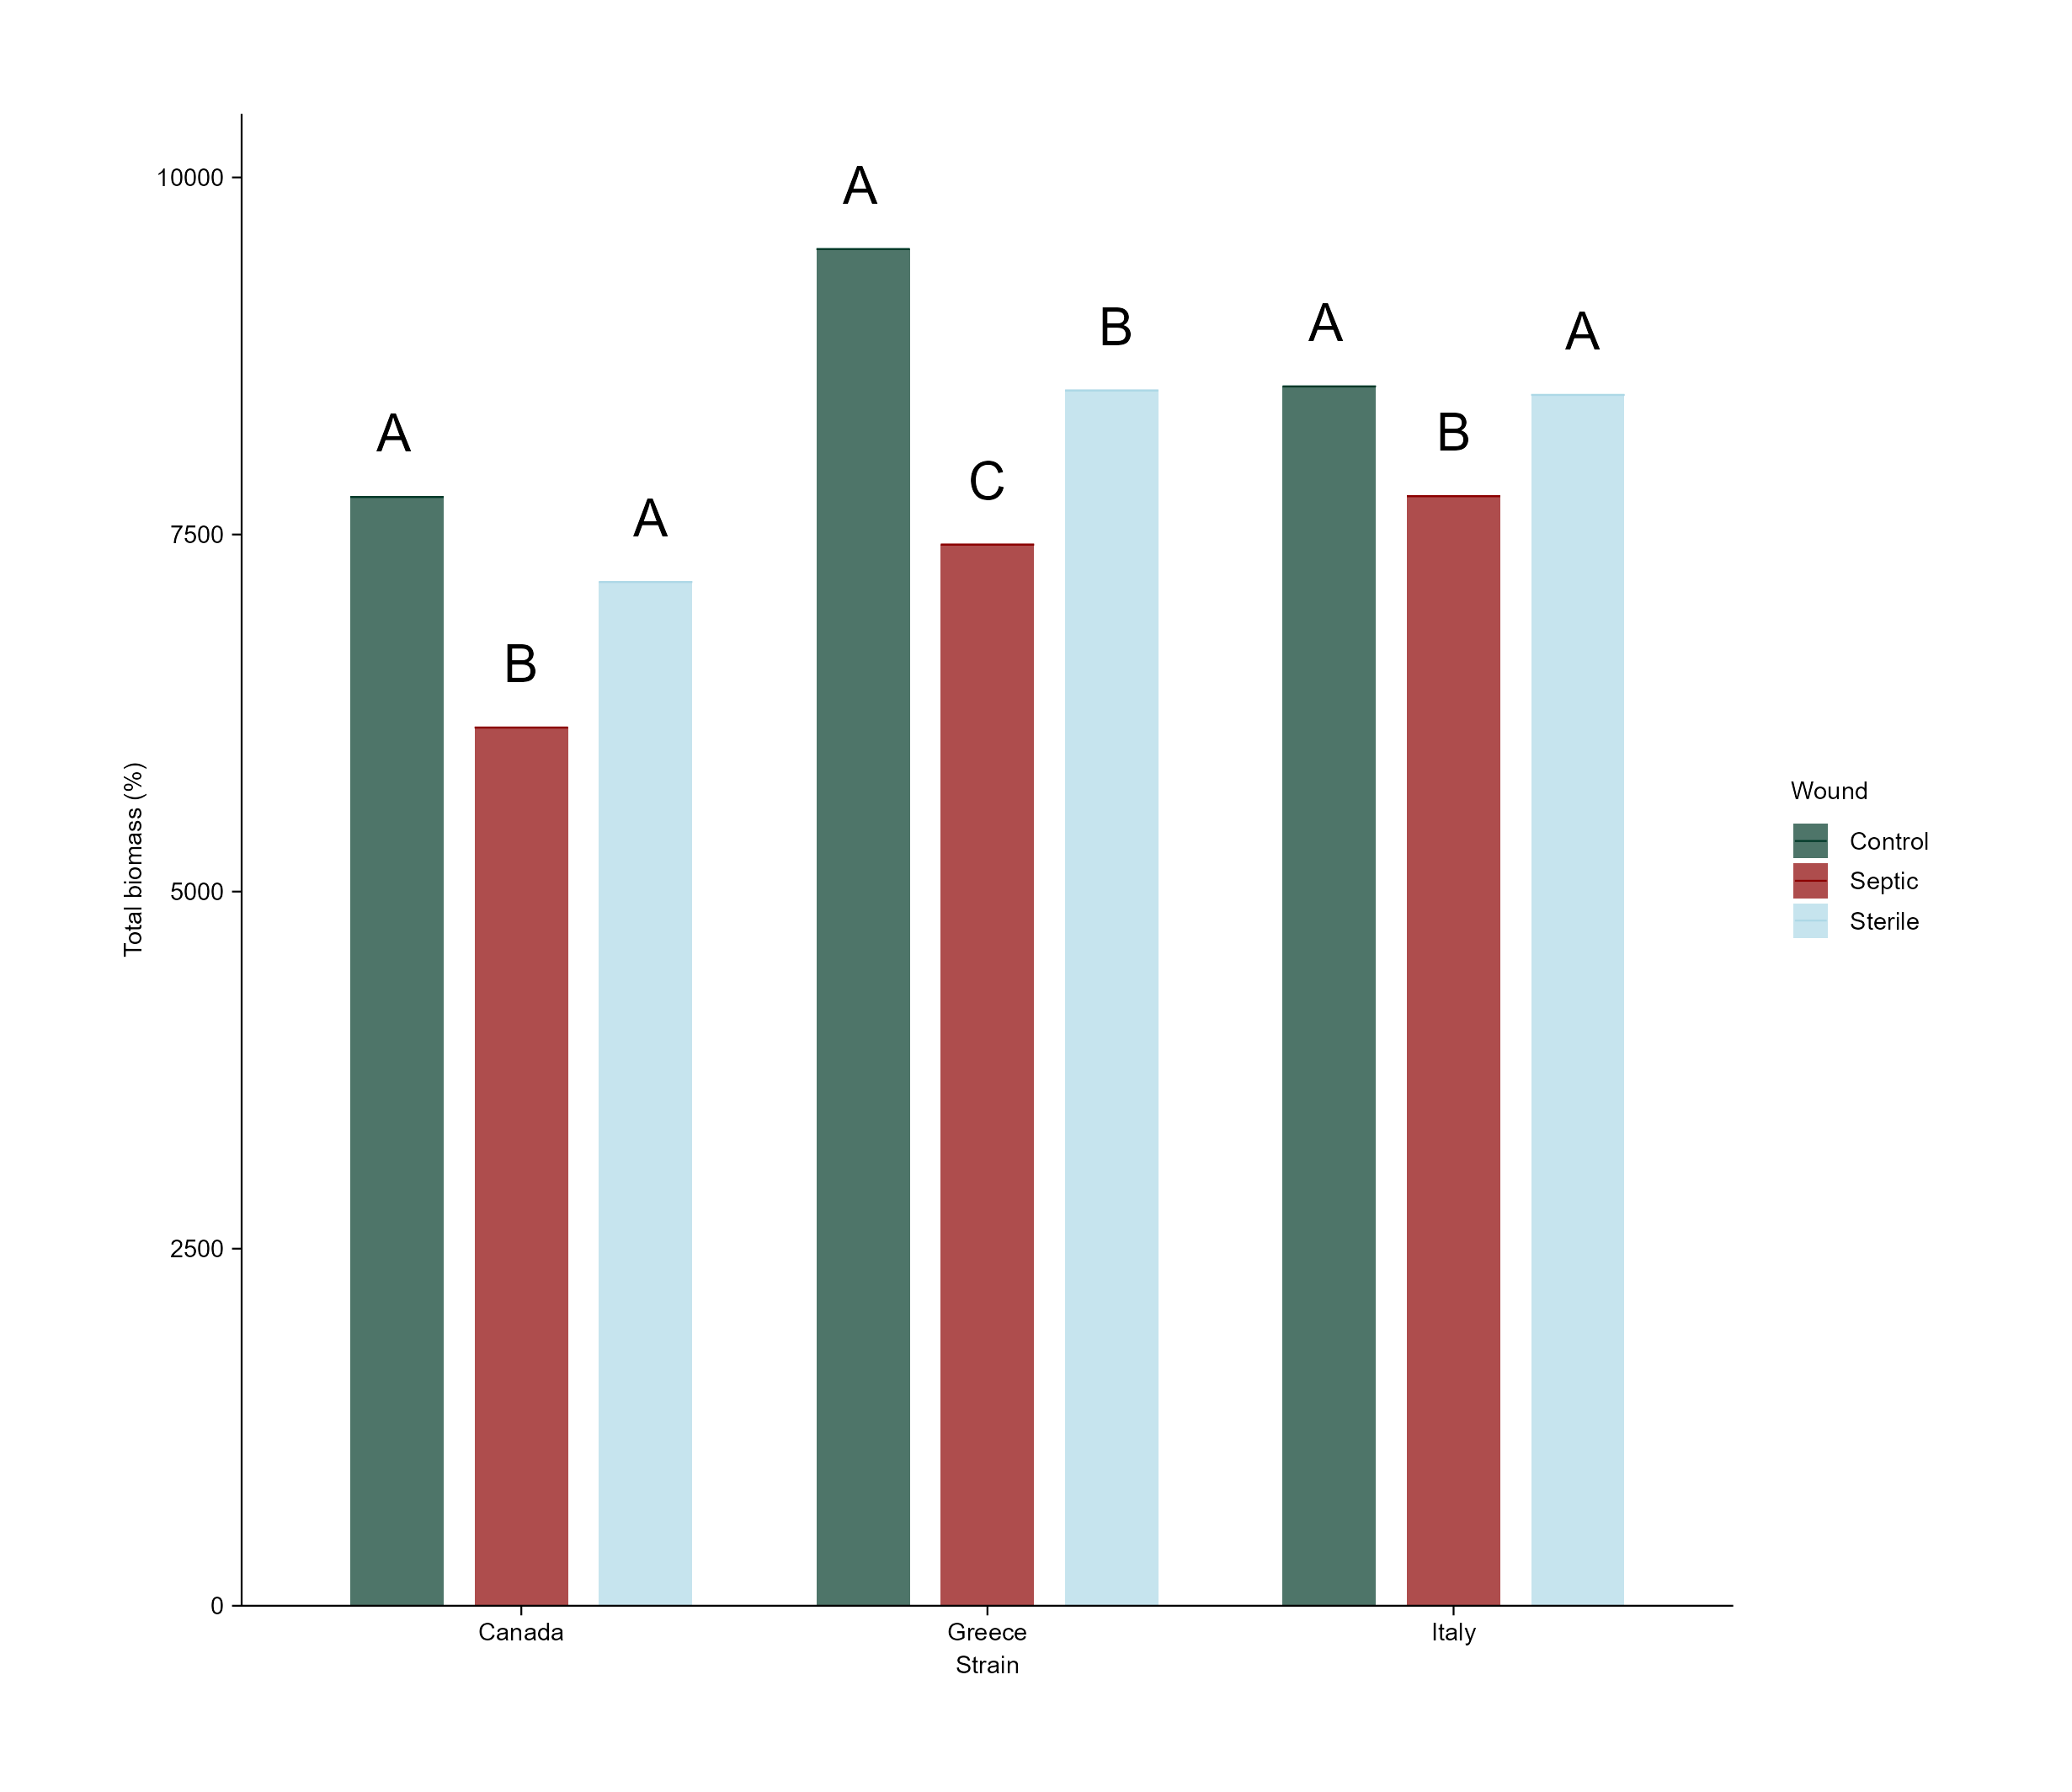 10000
7500
5000
2500
0
Total biomass (%)
A
B
A
A
C
B
A
B
A
Canada
Greece
Italy
Strain
Wound
Control
Septic
Sterile